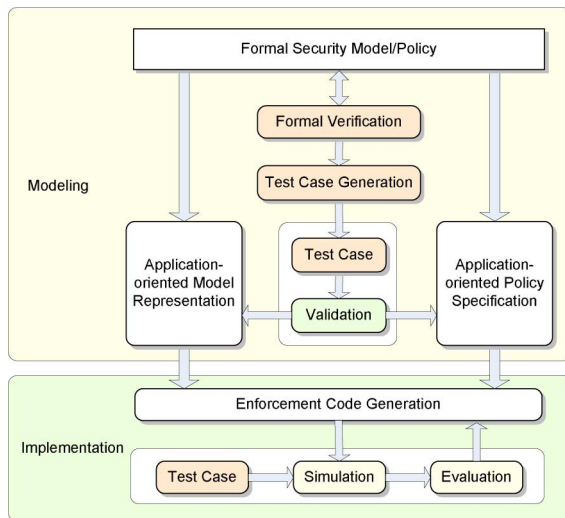 Formal Security Model/Policy
Formal Verification
Test Case Generation
Modeling
Test Case
Application-
oriented Model
Representation
Application-
oriented Policy
Specification
Validation
Enforcement Code Generation
Implementation
Test Case
Simulation
Evaluation